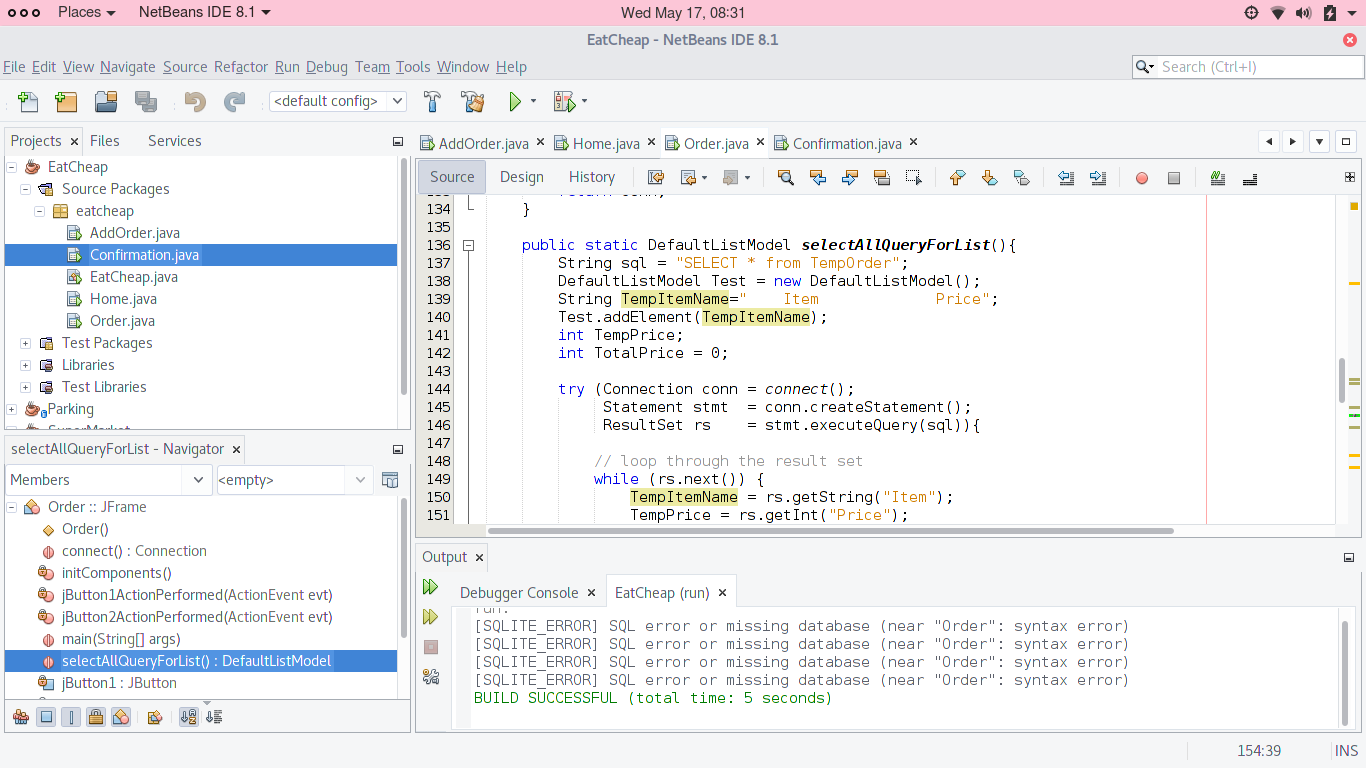 Places NetBeans IDE 8.1 Wed May 17, 08:31
EatCheap - NetBeans IDE 8.1
File Edit View Navigate Source Refactor Run Debug Team Tools Window Help
Search (Ctrl+I)
<default config>
Projects Files Services
EatCheap
Source Packages
eatcheap
AddOrder.java
Confirmation.java
EatCheap.java
Home.java
Order.java
Test Packages
Libraries
Test Libraries
Parking
selectAllQueryForList - Navigator
Members <empty>
Order :: JFrame
Order()
connect() : Connection
initComponents()
jButton1ActionPerformed(ActionEvent evt)
jButton2ActionPerformed(ActionEvent evt)
main(String[] args)
selectAllQueryForList() : DefaultListModel
jButton1 : JButton
AddOrder.java Home.java Order.java Confirmation.java
Source Design History
134 }
135
136 public static DefaultListModel selectAllQueryForList(){
137 String sql = "SELECT * from TempOrder";
138 DefaultListModel Test = new DefaultListModel();
139 String TempItemName="    Item             Price";
140 Test.addElement(TempItemName);
141 int TempPrice;
142 int TotalPrice = 0;
143
144 try (Connection conn = connect();
145 Statement stmt  = conn.createStatement();
146 ResultSet rs    = stmt.executeQuery(sql)){
147
148 // loop through the result set
149 while (rs.next()) {
150 TempItemName = rs.getString("Item");
151 TempPrice = rs.getInt("Price");
Output
Debugger Console EatCheap (run)
run:
[SQLITE_ERROR] SQL error or missing database (near "Order": syntax error)
[SQLITE_ERROR] SQL error or missing database (near "Order": syntax error)
[SQLITE_ERROR] SQL error or missing database (near "Order": syntax error)
[SQLITE_ERROR] SQL error or missing database (near "Order": syntax error)
BUILD SUCCESSFUL (total time: 5 seconds)
154:39 INS